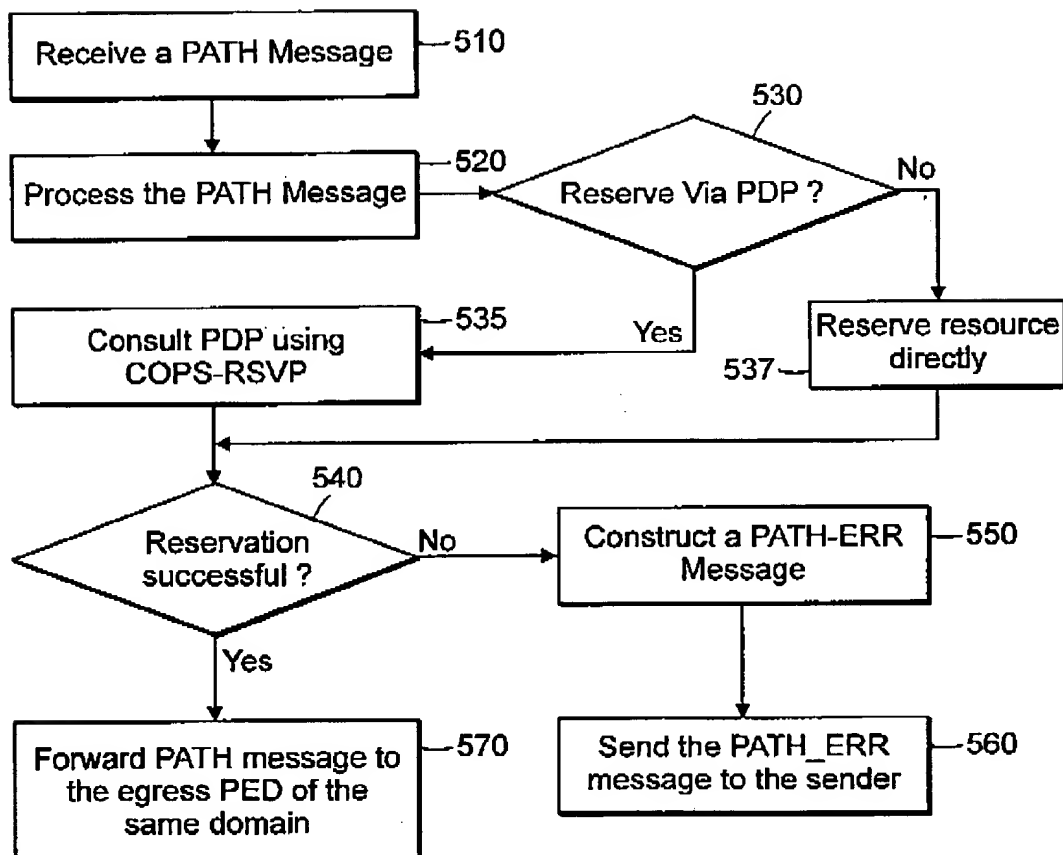 Receive a PATH Message
510
530
520
Process the PATH Message
Reserve Via PDP ?
No
Yes
535
Consult PDP using
COPS-RSVP
Reserve resource
directly
537
540
Reservation
successful ?
No
Yes
Construct a PATH-ERR
Message
550
Forward PATH message to
the egress PED of the
same domain
570
Send the PATH_ERR
message to the sender
560